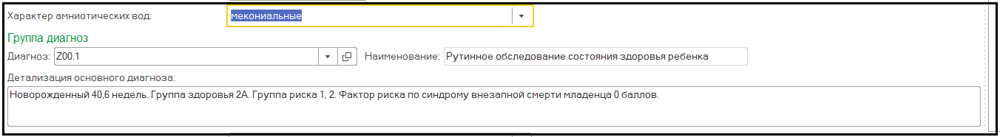 Характер амниотических вод: мекониальные
Группа диагноз
Диагноз: Z00.1 Наименование: Рутинное обследование состояния здоровья ребенка
Детализация основного диагноза:
Новорожденный 40,6 недель. Группа здоровья 2А. Группа риска 1, 2. Фактор риска по синдрому внезапной смерти младенца 0 баллов.